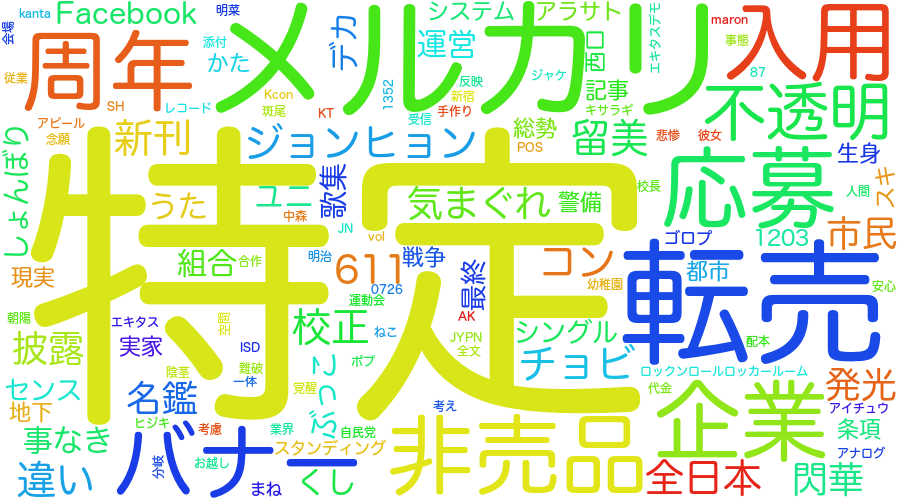 kanta
Facebook
明菜
システム
アラサト
会場
周年
添付
かた
メルカリ
デカ
運営
西口
maron
事態
エキタスデモ
入用
従業
SH
レコード
Kcon
斑尾
KT
1352
反映
新宿
手作り
受信
ジャケ
記事
キサラギ
87
不透明
アピール
念願
新刊
ジョンヒョン
総勢
POS
留美
悲惨
彼女
生身
しょんぼり
特定
うた
ユニ
歌集
中森
JN
vol
気まぐれ
警備
校長
応募
人間
スキ
現実
組合
合作
明治
611
戦争
最終
コン
幼稚園
ゴロプ
1203
市民
都市
転売
安心
朝陽
エキタス
空間
運動会
0726
AK
校正
ねこ
JYPN
全文
シングル
配本
披露
実家
ISD
難破
一体
陰茎
覚醒
ぶっこ
ポプ
チョビ
ロックンロールロッカールーム
代金
発光
センス
地下
名鑑
考え
企業
アイチュウ
ヒジキ
事なき
バナー
考慮
業界
自民党
スタンディング
非売品
条項
アナログ
違い
分岐
お越し
まね
くし
全日本
閃華